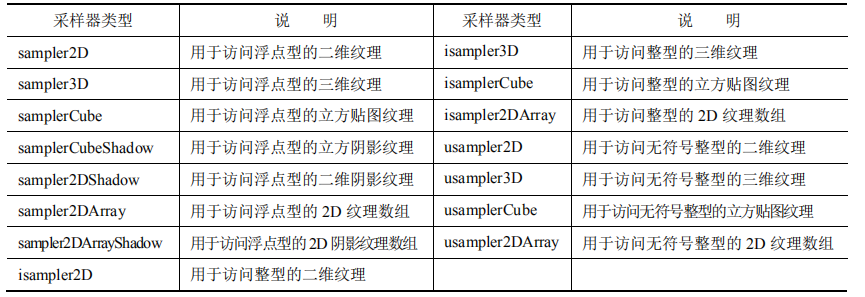 采样器类型 说 明 采样器类型 说 明
sampler2D 用于访问浮点型的二维纹理 isampler3D 用于访问整型的三维纹理
sampler3D 用于访问浮点型的三维纹理 isamplerCube 用于访问整型的立方贴图纹理
samplerCube 用于访问浮点型的立方贴图纹理 isampler2DArray 用于访问整型的 2D 纹理数组
samplerCubeShadow 用于访问浮点型的立方阴影纹理 usampler2D 用于访问无符号整型的二维纹理
sampler2DShadow 用于访问浮点型的二维阴影纹理 usampler3D 用于访问无符号整型的三维纹理
sampler2DArray 用于访问浮点型的 2D 纹理数组 usamplerCube 用于访问无符号整型的立方贴图纹理
sampler2DArrayShadow 用于访问浮点型的 2D 阴影纹理数组 usampler2DArray 用于访问无符号整型的 2D 纹理数组
isampler2D 用于访问整型的二维纹理